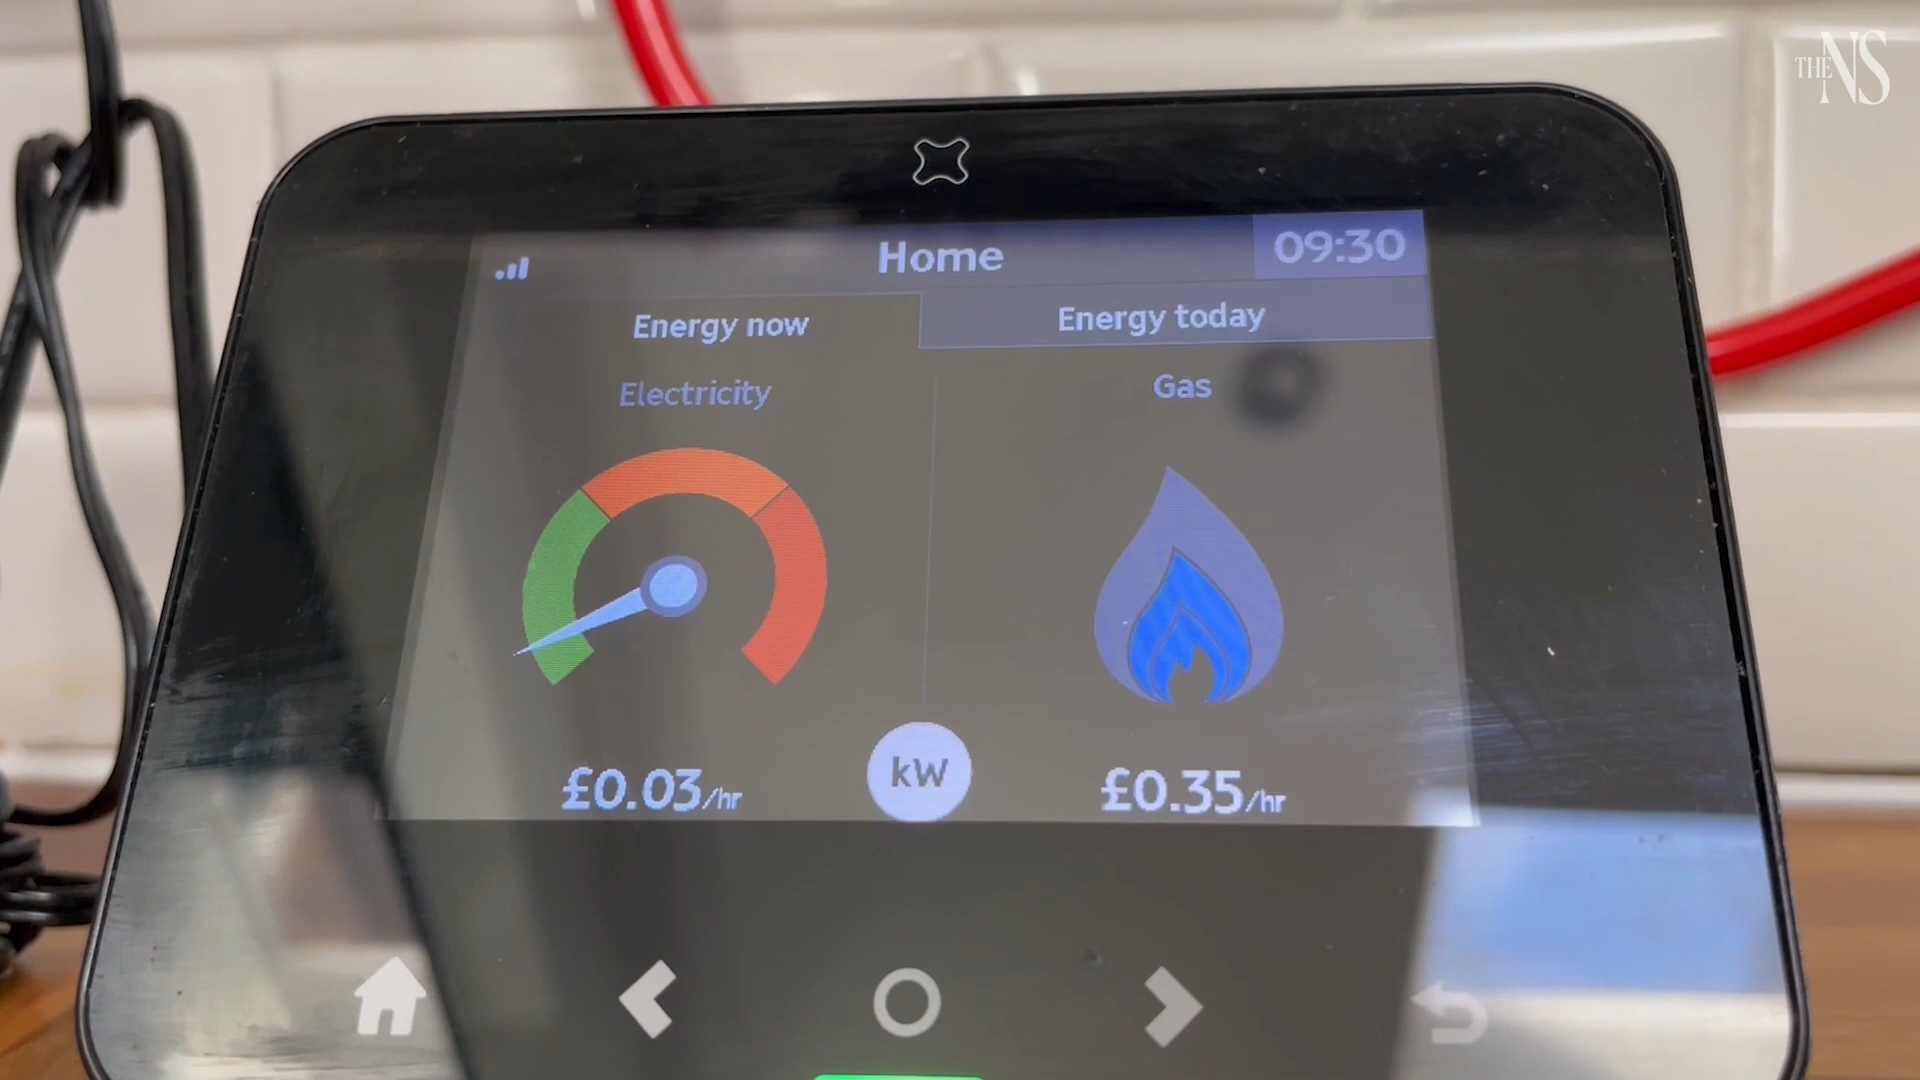 THE NS
Home
09:30
Energy now
Energy today
Electricity
Gas
£0.03/hr
kW
£0.35/hr